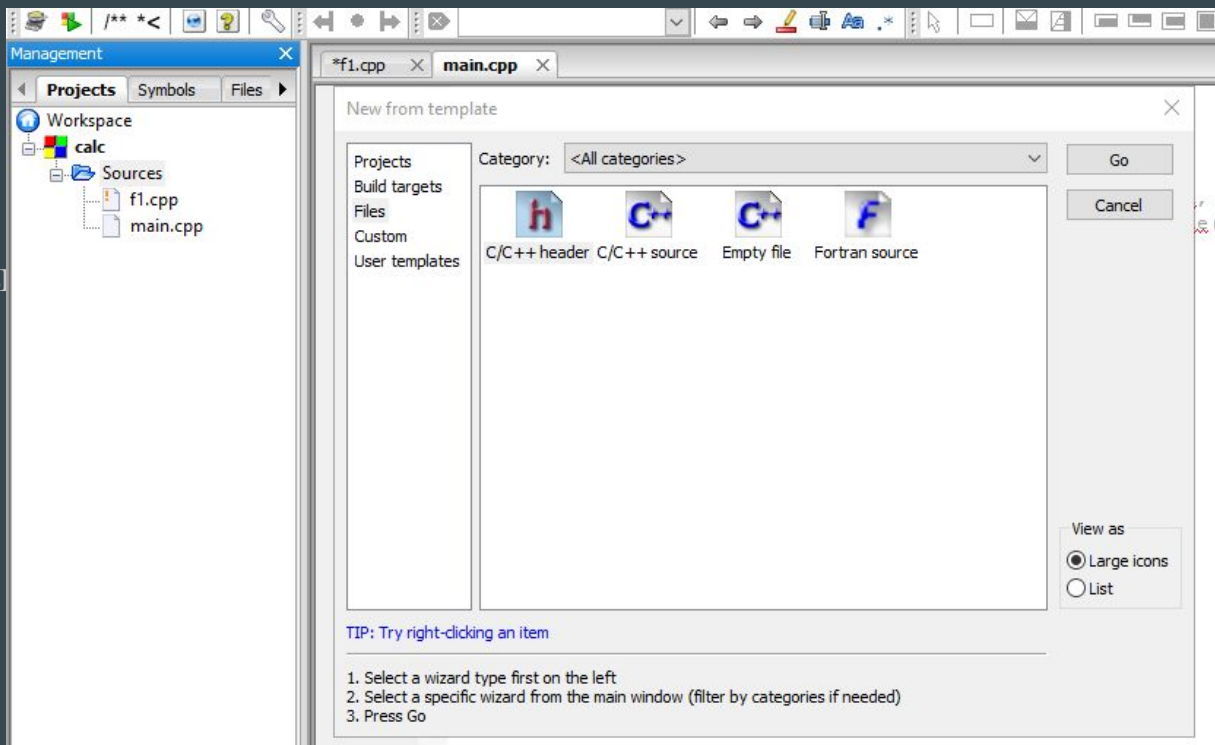 /** *<
Management
*f1.cpp main.cpp
Projects Symbols Files
Workspace
calc
Sources
f1.cpp
main.cpp
New from template
Projects
Build targets
Files
Custom
User templates
Category: <All categories>
Go
Cancel
C/C++ header C/C++ source Empty file Fortran source
View as
Large icons
List
TIP: Try right-clicking an item
1. Select a wizard type first on the left
2. Select a specific wizard from the main window (filter by categories if needed)
3. Press Go